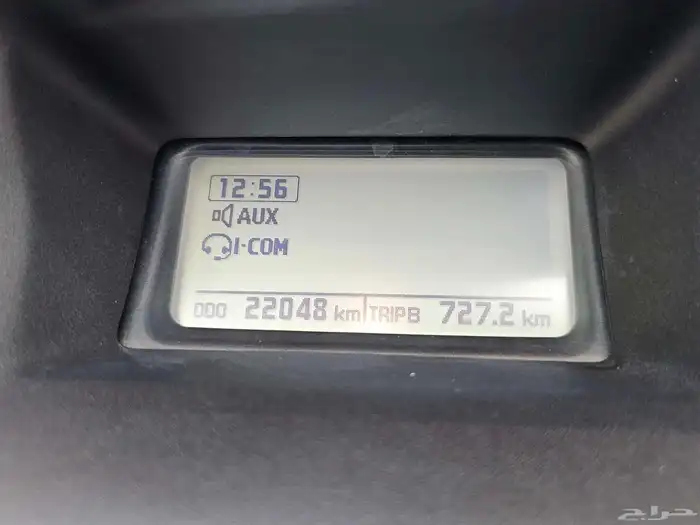 12:56
AUX
I-COM
ODO 22048 km TRIP B 727.2 km
حراج